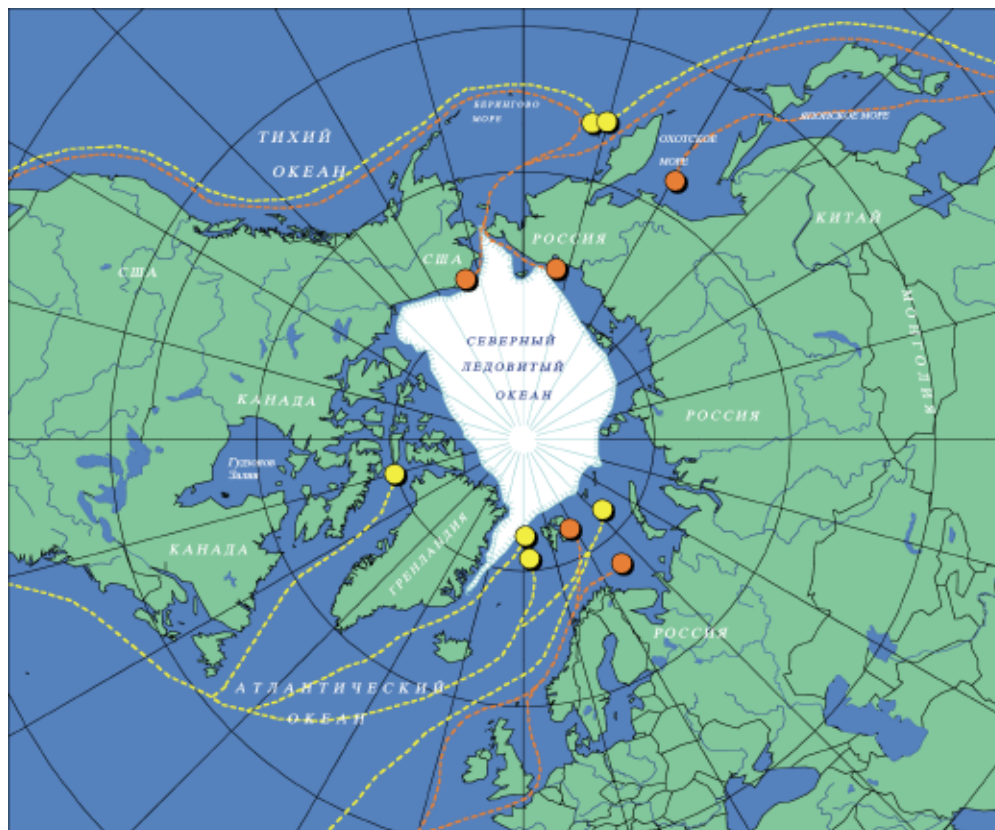 БЕРИНГОВО
МОРЕ
ТИХИЙ
ОКЕАН
ЯПОНСКОЕ МОРЕ
ОХОТСКОЕ
МОРЕ
КИТАЙ
РОССИЯ
США
США
МОНГОЛИЯ
СЕВЕРНЫЙ
ЛЕДОВИТЫЙ
ОКЕАН
КАНАДА
РОССИЯ
Гудзонов
Залив
КАНАДА
ГРЕНЛАНДИЯ
РОССИЯ
АТЛАНТИЧЕСКИЙ
ОКЕАН